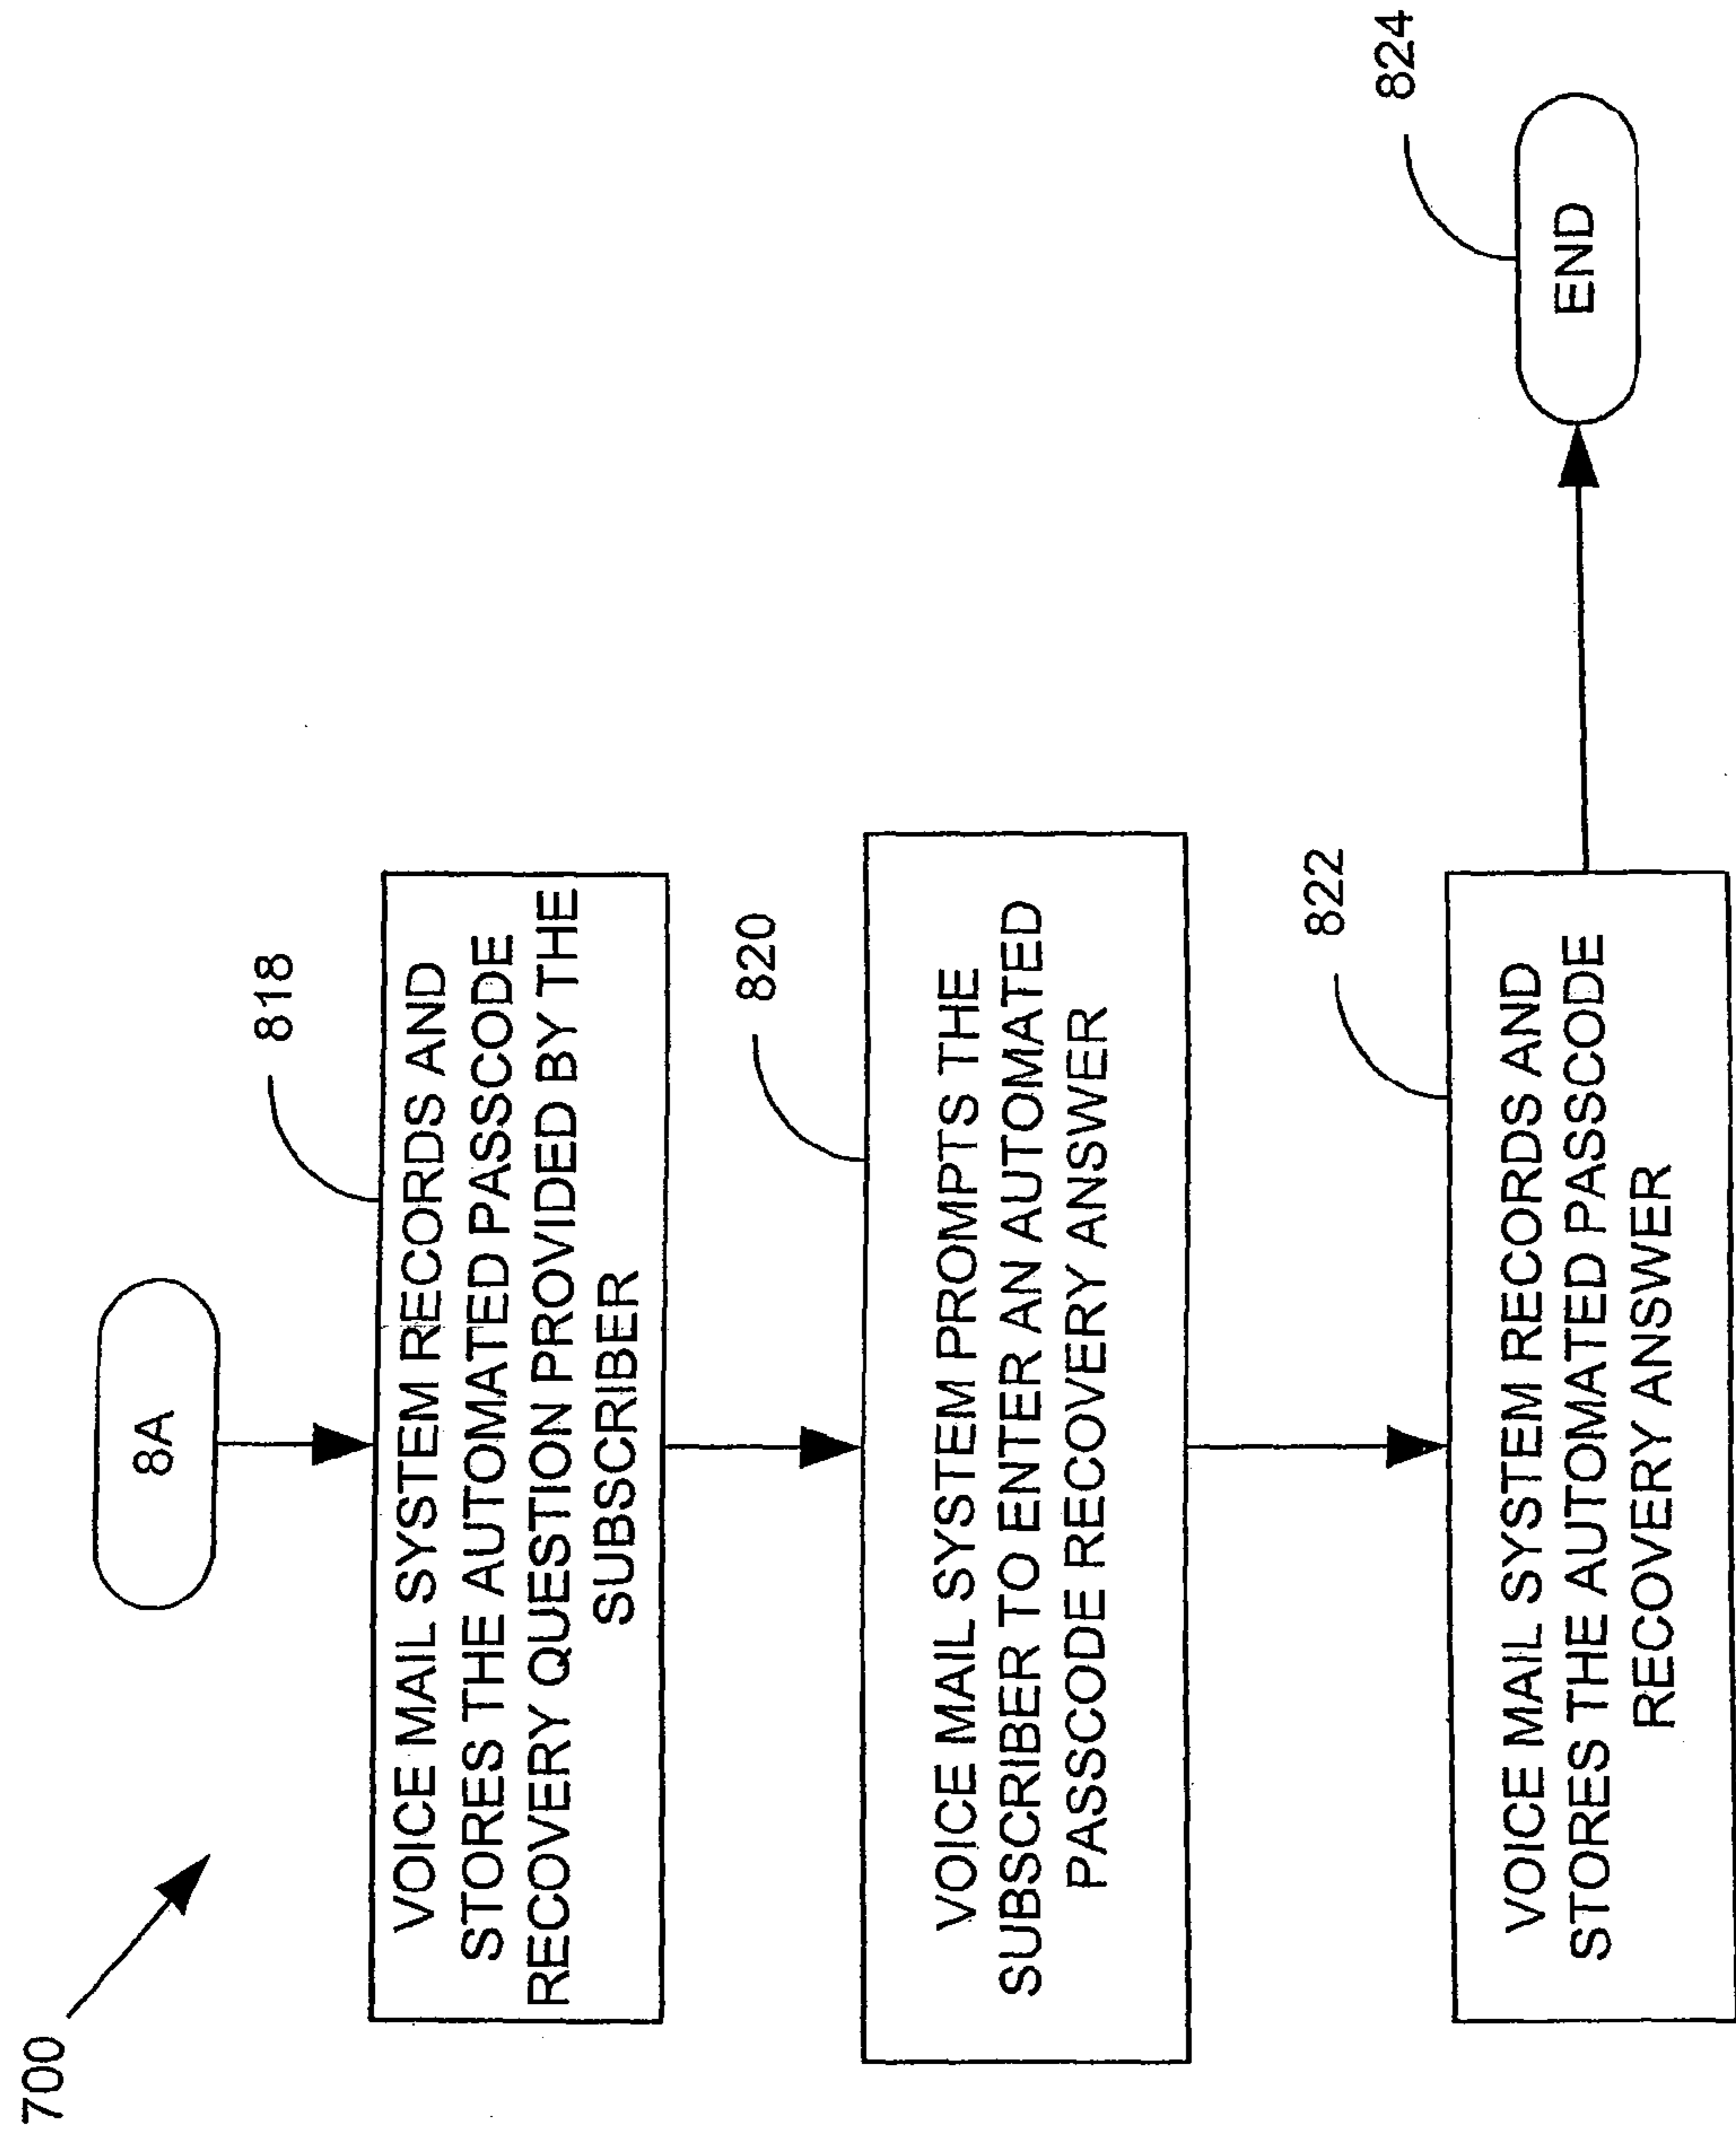 700
8A
818
VOICE MAIL SYSTEM RECORDS AND
STORES THE AUTOMATED PASSCODE
RECOVERY QUESTION PROVIDED BY THE
SUBSCRIBER
820
VOICE MAIL SYSTEM PROMPTS THE
SUBSCRIBER TO ENTER AN AUTOMATED
PASSCODE RECOVERY ANSWER
822
VOICE MAIL SYSTEM RECORDS AND
STORES THE AUTOMATED PASSCODE
RECOVERY ANSWER
824
END